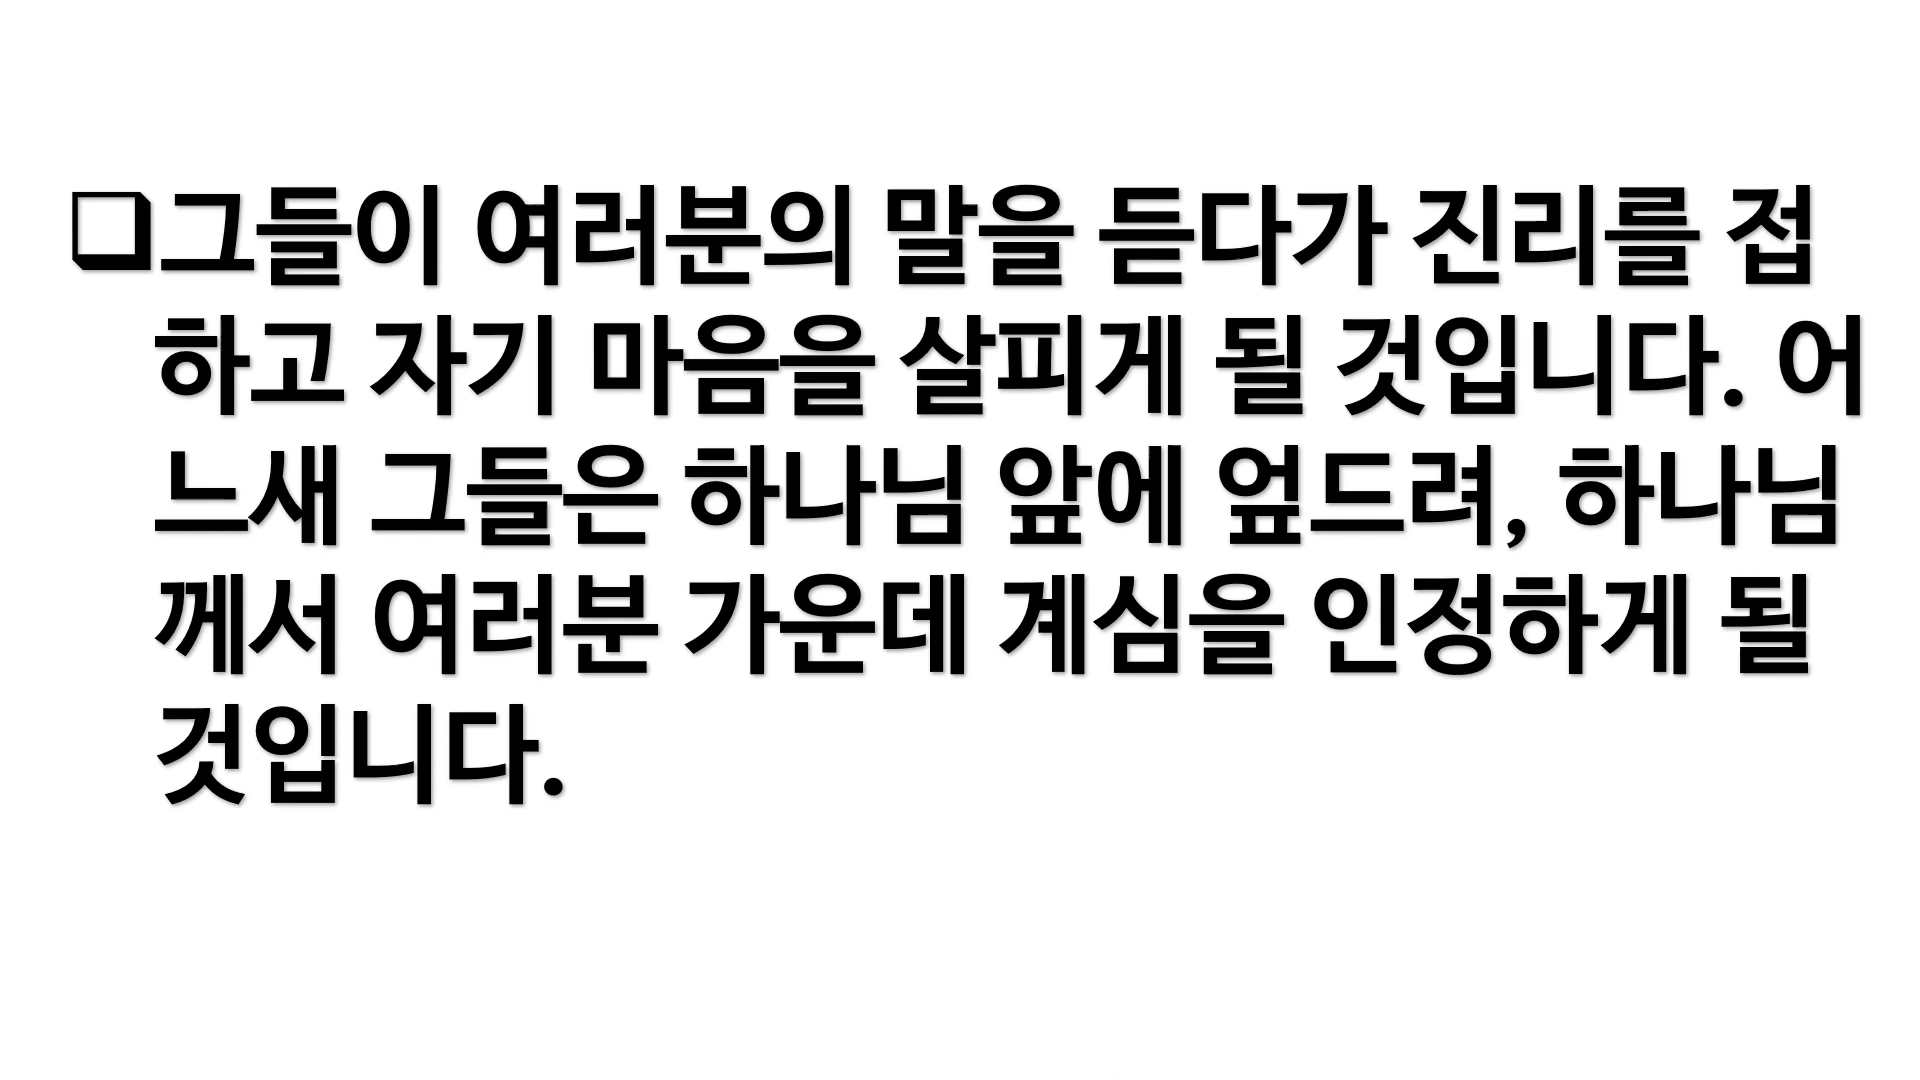 ❑그들이 여러분의 말을 듣다가 진리를 접
하고 자기 마음을 살피게 될 것입니다. 어
느새 그들은 하나님 앞에 엎드려, 하나님
께서 여러분 가운데 계심을 인정하게 될
것입니다.